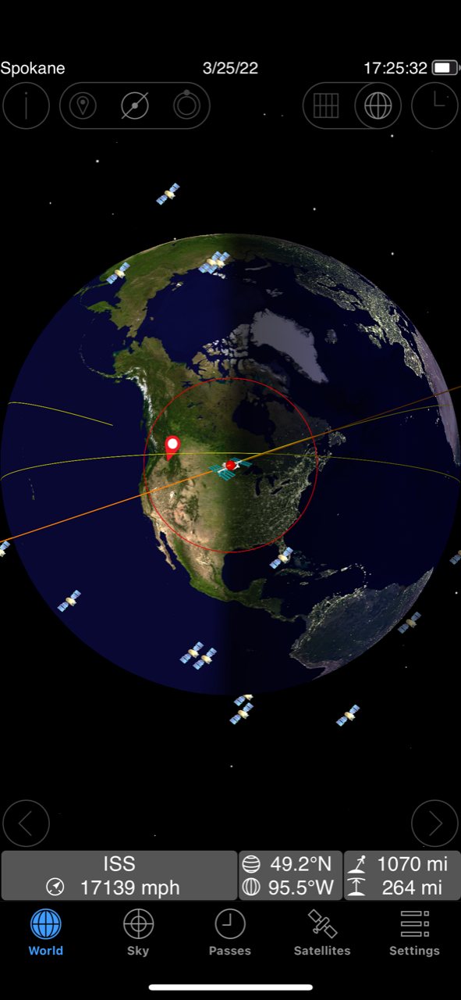 Spokane 3/25/22 17:25:32
ISS
17139 mph
49.2°N
95.5°W
1070 mi
264 mi
World Sky Passes Satellites Settings